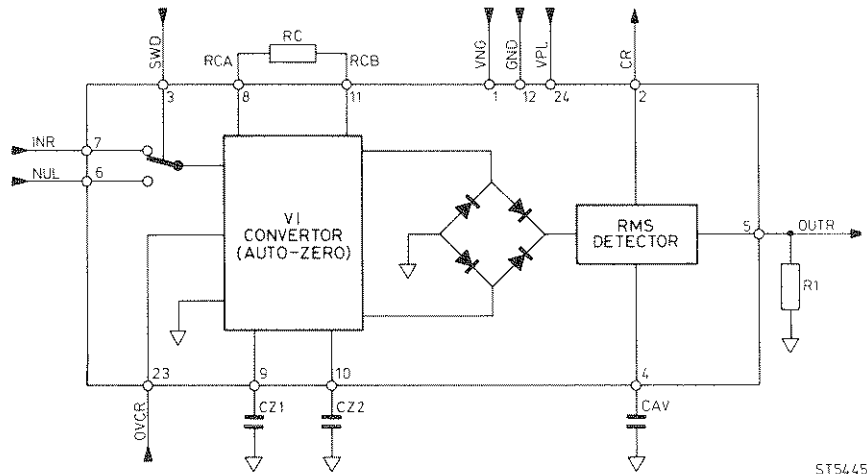 SWD
RC
RCA
RCB
VNG
GND
VPL
CR
3
8
11
1
12
24
2
INR
7
NUL
6
VI
CONVERTOR
(AUTO-ZERO)
RMS
DETECTOR
5
OUTR
R1
23
9
10
4
OVCR
CZ1
CZ2
CAV
ST5445